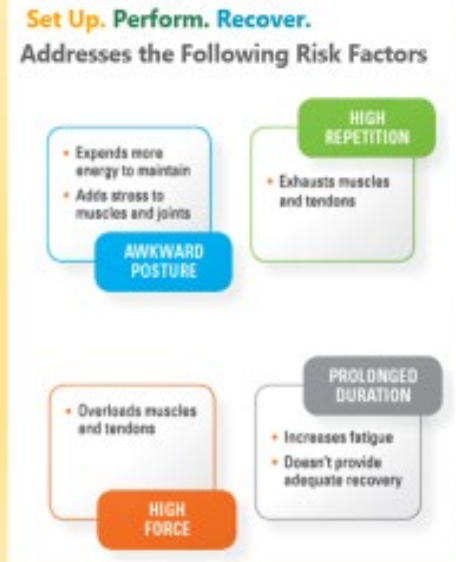 Set Up. Perform. Recover.
Addresses the Following Risk Factors
• Expends more
energy to maintain
• Adds stress to
muscles and joints
AWKWARD
POSTURE
HIGH
REPETITION
• Exhausts muscles
and tendons
• Overloads muscles
and tendons
HIGH
FORCE
PROLONGED
DURATION
• Increases fatigue
• Doesn't provide
adequate recovery